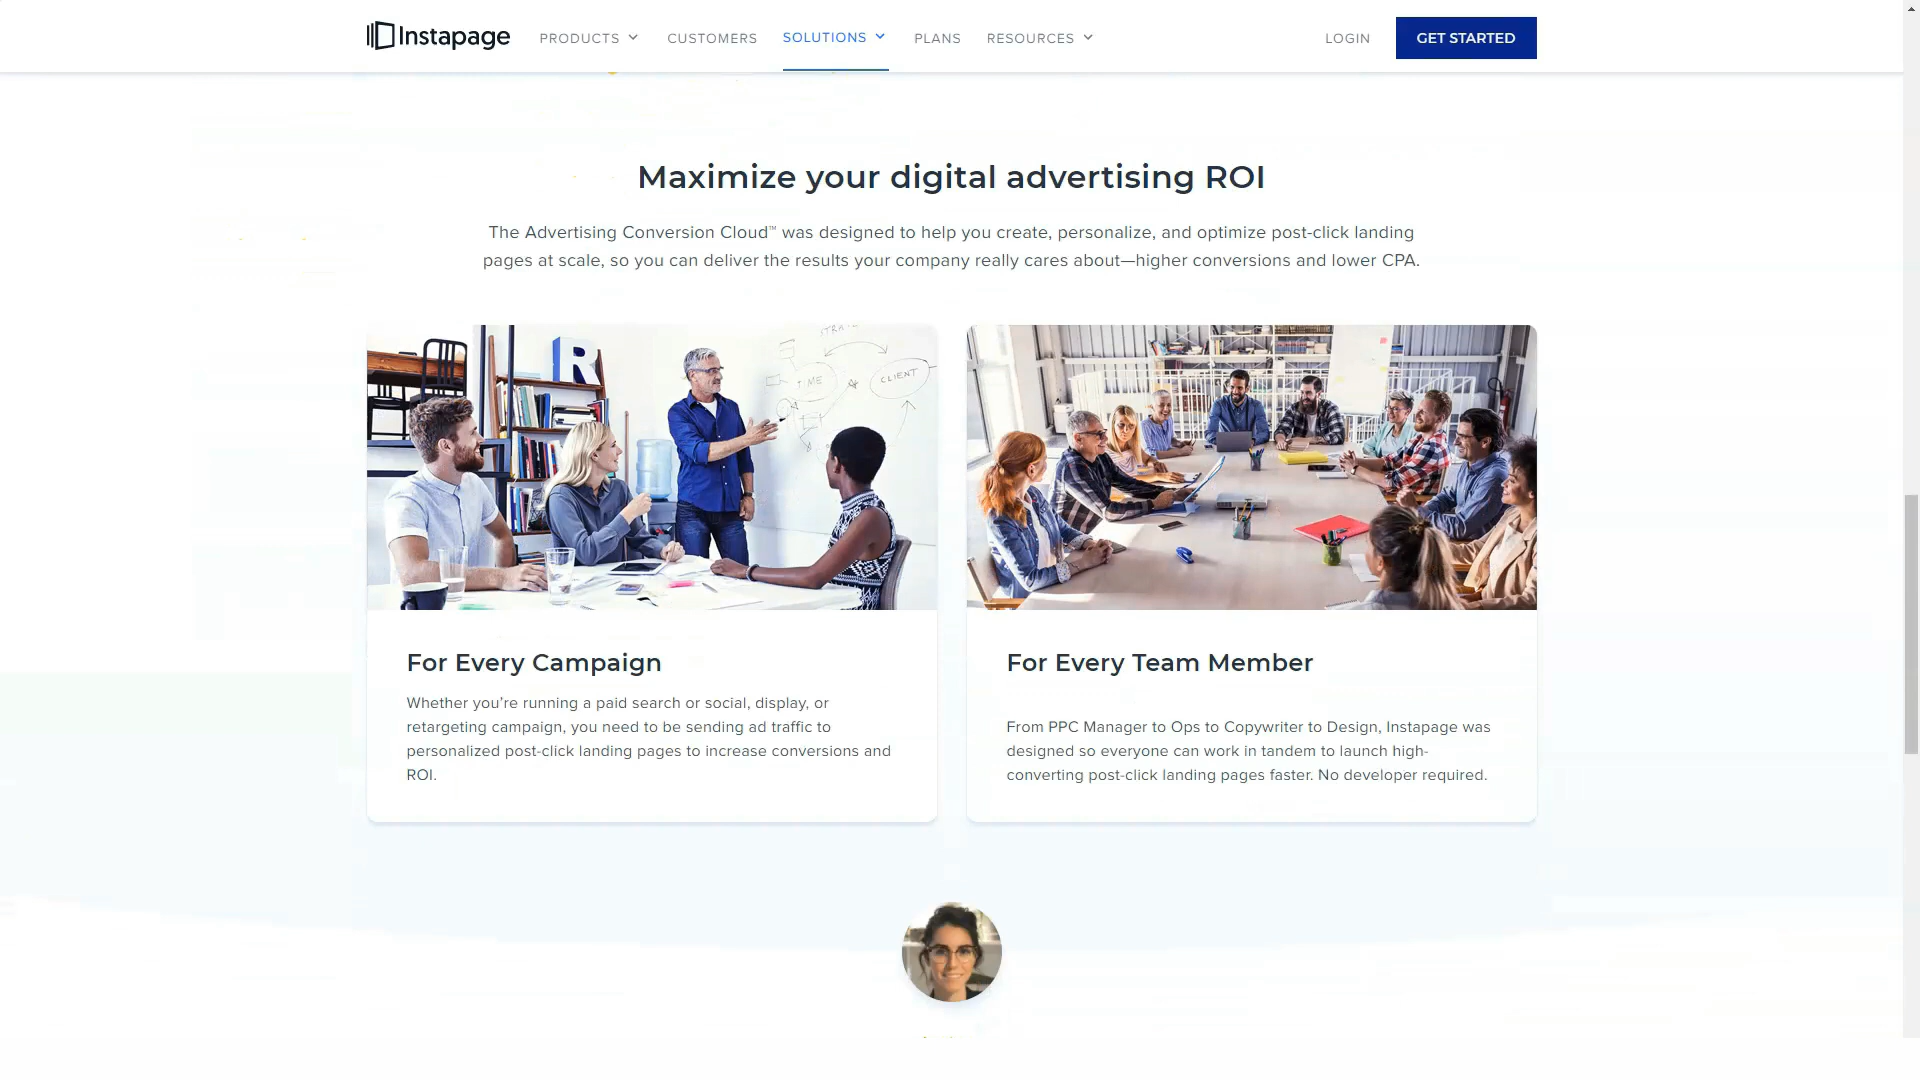 Instapage PRODUCTS CUSTOMERS SOLUTIONS PLANS RESOURCES LOGIN GET STARTED
Maximize your digital advertising ROI
The Advertising Conversion Cloud™ was designed to help you create, personalize, and optimize post-click landing
pages at scale, so you can deliver the results your company really cares about—higher conversions and lower CPA.
R
TIME
CLIENT
For Every Campaign
Whether you’re running a paid search or social, display, or
retargeting campaign, you need to be sending ad traffic to
personalized post-click landing pages to increase conversions and
ROI.
For Every Team Member
From PPC Manager to Ops to Copywriter to Design, Instapage was
designed so everyone can work in tandem to launch high-
converting post-click landing pages faster. No developer required.